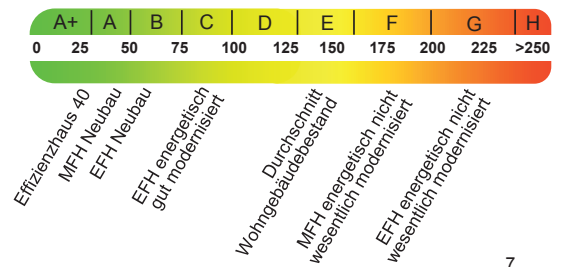 A+ A B C D E F G H
0 25 50 75 100 125 150 175 200 225 >250
Effizienzhaus 40
MFH Neubau
EFH Neubau
EFH energetisch
gut modernisiert
Durchschnitt
Wohngebäudebestand
MFH energetisch nicht
wesentlich modernisiert
EFH energetisch nicht
wesentlich modernisiert
7